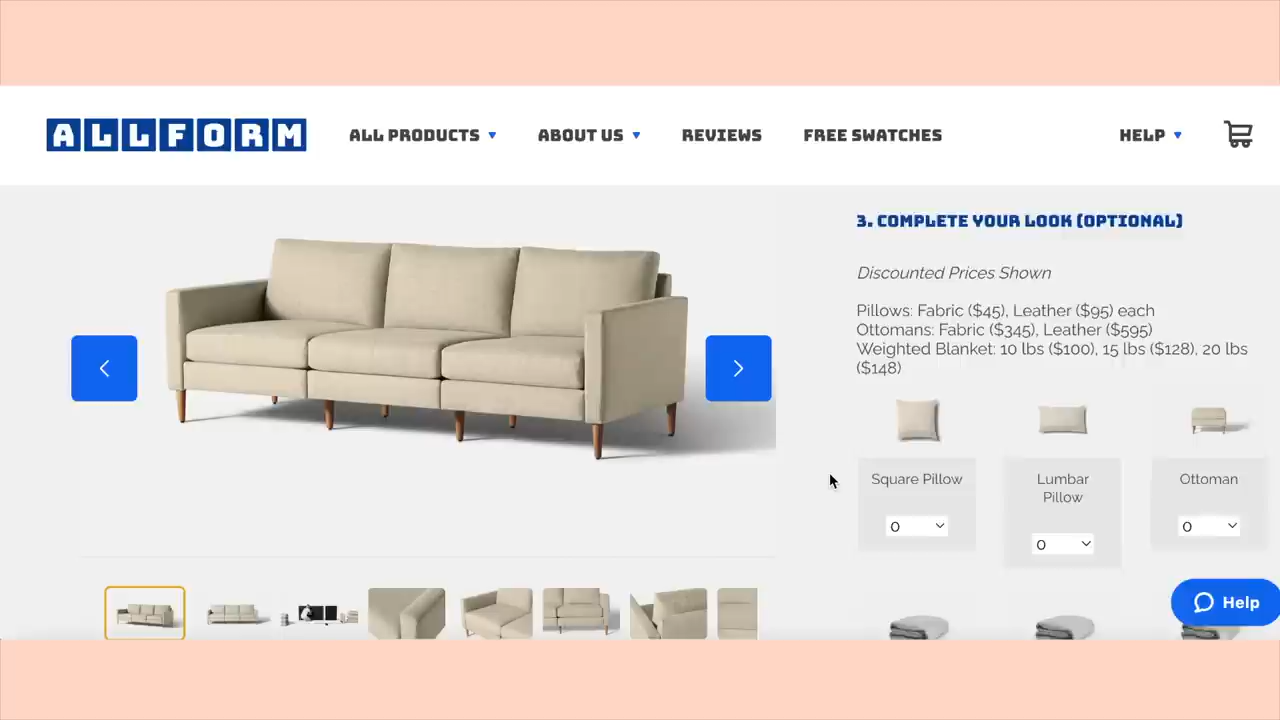 ALLFORM
ALL PRODUCTS
ABOUT US
REVIEWS
FREE SWATCHES
HELP
3. COMPLETE YOUR LOOK (OPTIONAL)
Discounted Prices Shown
Pillows: Fabric ($45), Leather ($95) each
Ottomans: Fabric ($345), Leather ($595)
Weighted Blanket: 10 lbs ($100), 15 lbs ($128), 20 lbs
($148)
Square Pillow
0
Lumbar
Pillow
0
Ottoman
0
Help